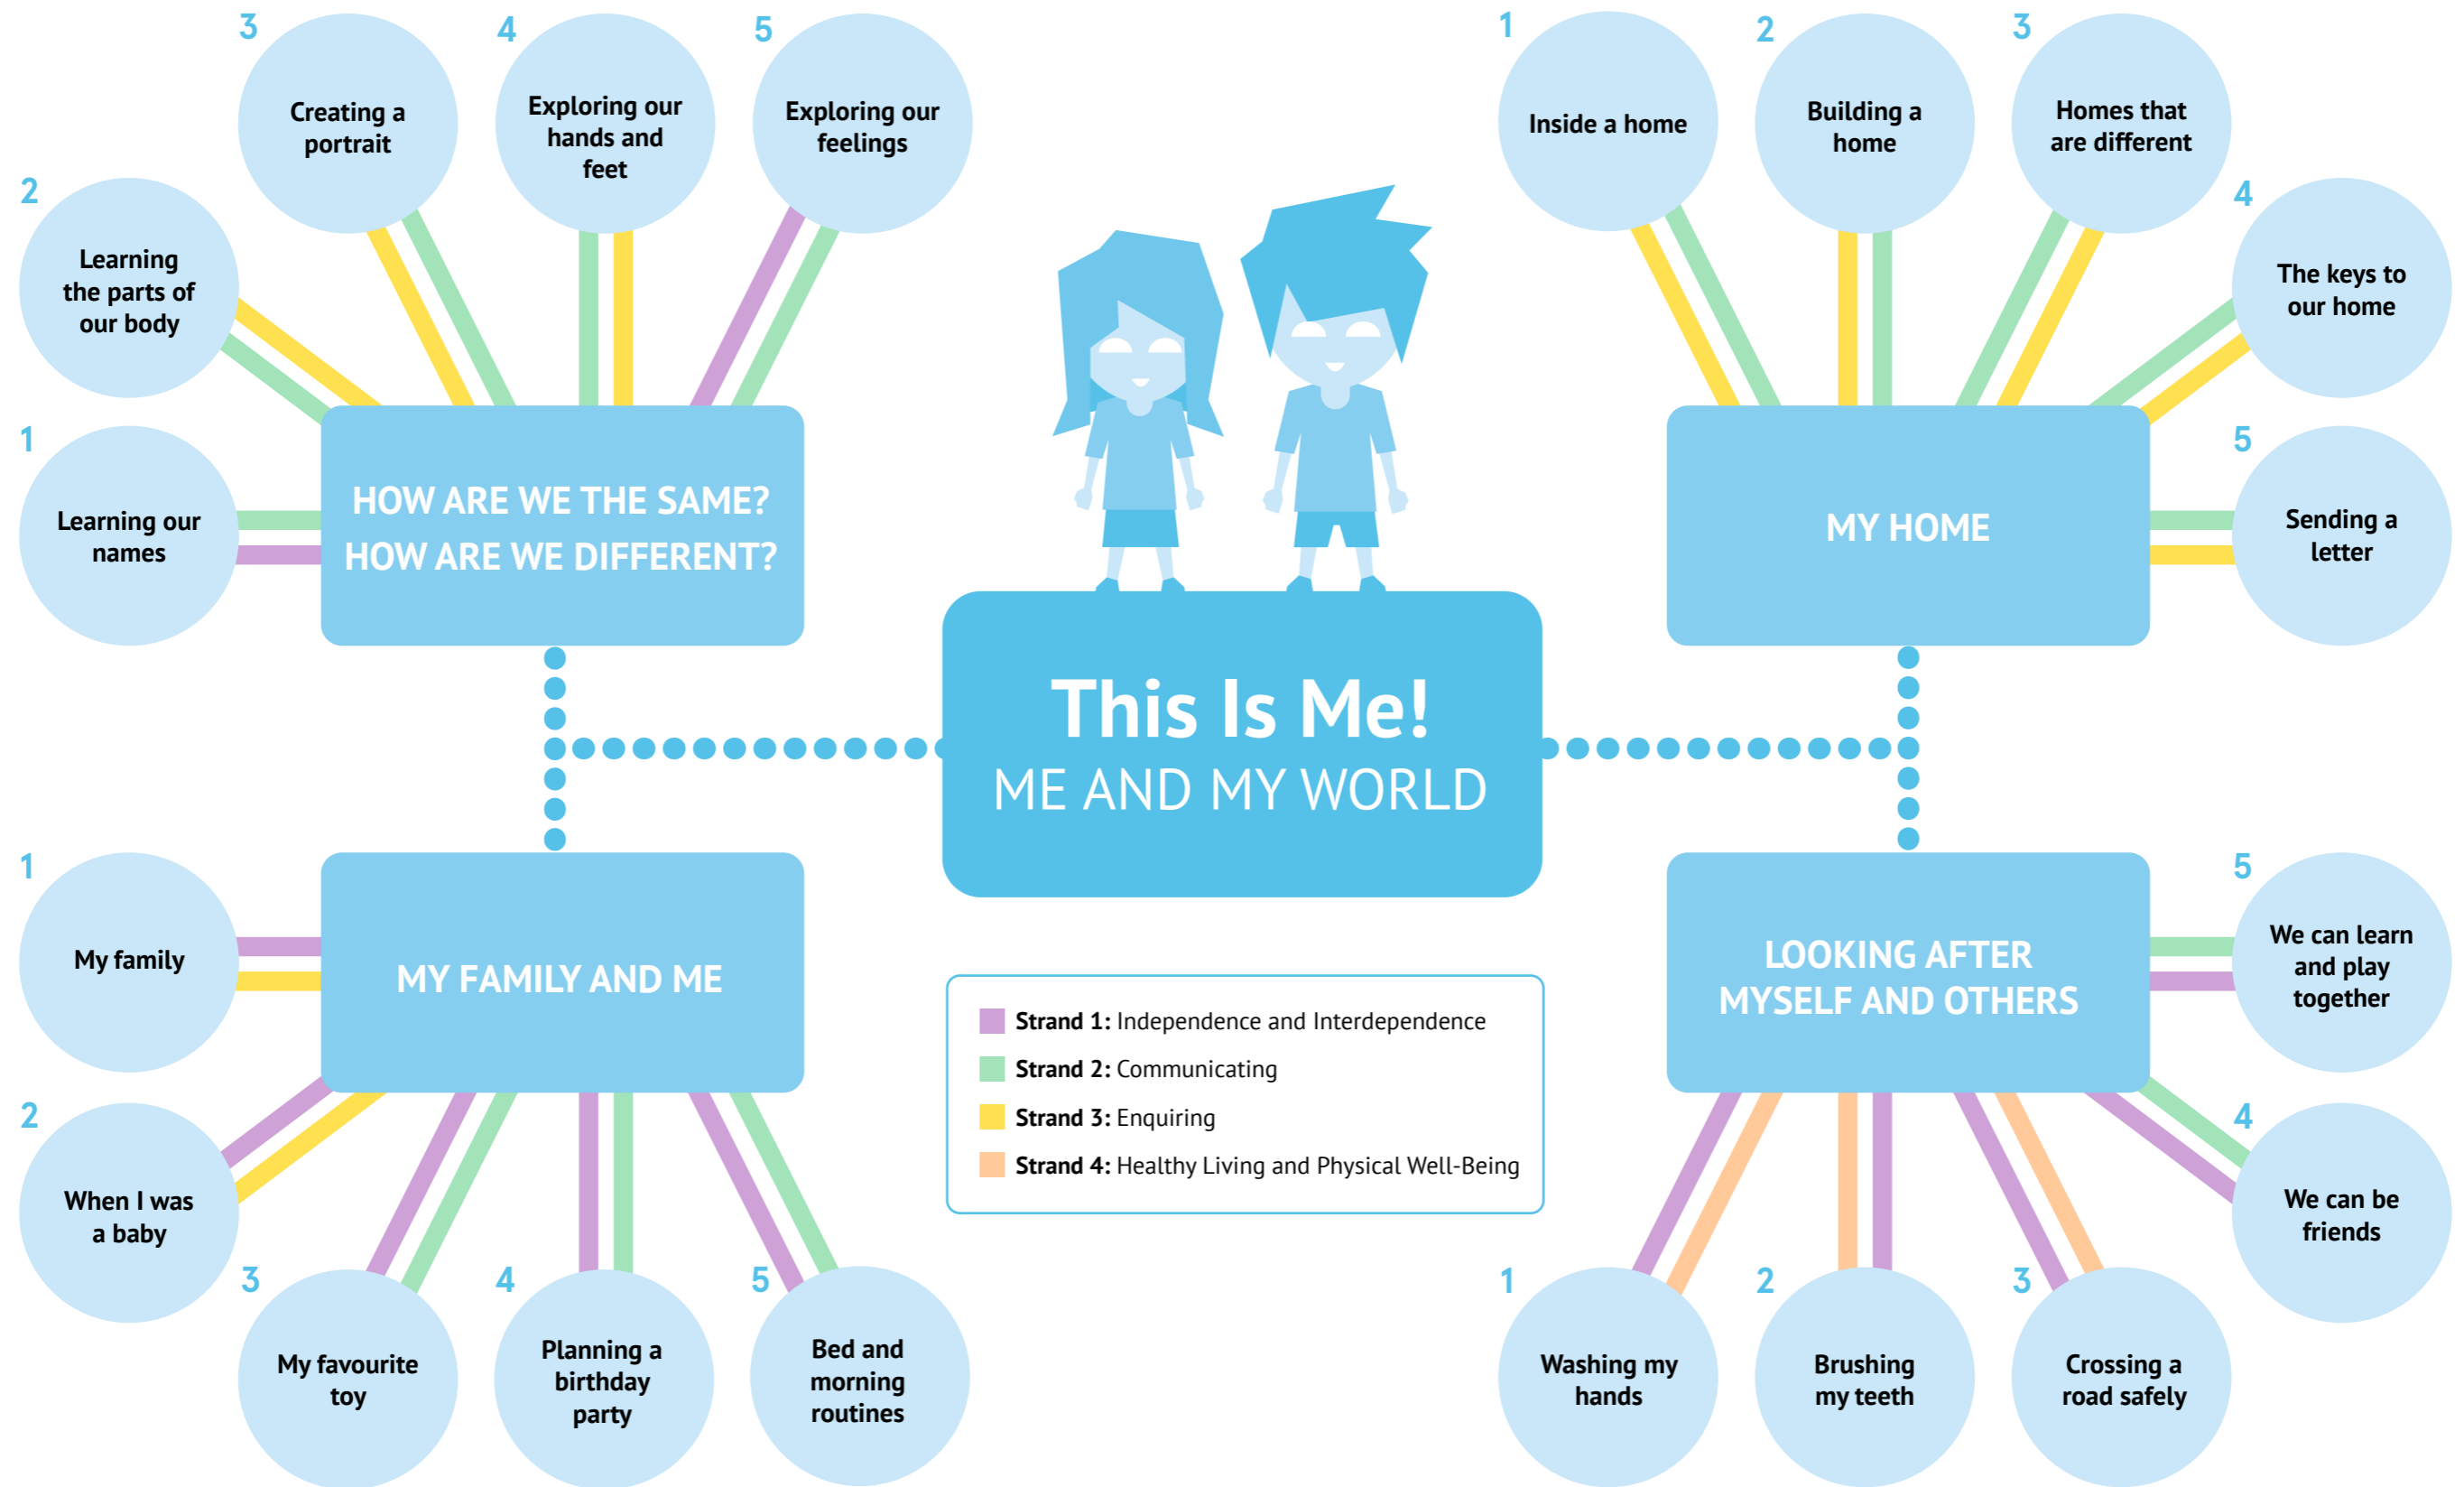 3
Creating a
portrait
4
Exploring our
hands and
feet
5
Exploring our
feelings
2
Learning
the parts of
our body
1
Learning our
names
HOW ARE WE THE SAME?
HOW ARE WE DIFFERENT?
1
Inside a home
2
Building a
home
3
Homes that
are different
4
The keys to
our home
5
Sending a
letter
MY HOME
This Is Me!
ME AND MY WORLD
1
My family
2
When I was
a baby
3
My favourite
toy
4
Planning a
birthday
party
5
Bed and
morning
routines
MY FAMILY AND ME
Strand 1: Independence and Interdependence
Strand 2: Communicating
Strand 3: Enquiring
Strand 4: Healthy Living and Physical Well-Being
LOOKING AFTER
MYSELF AND OTHERS
5
We can learn
and play
together
4
We can be
friends
1
Washing my
hands
2
Brushing
my teeth
3
Crossing a
road safely